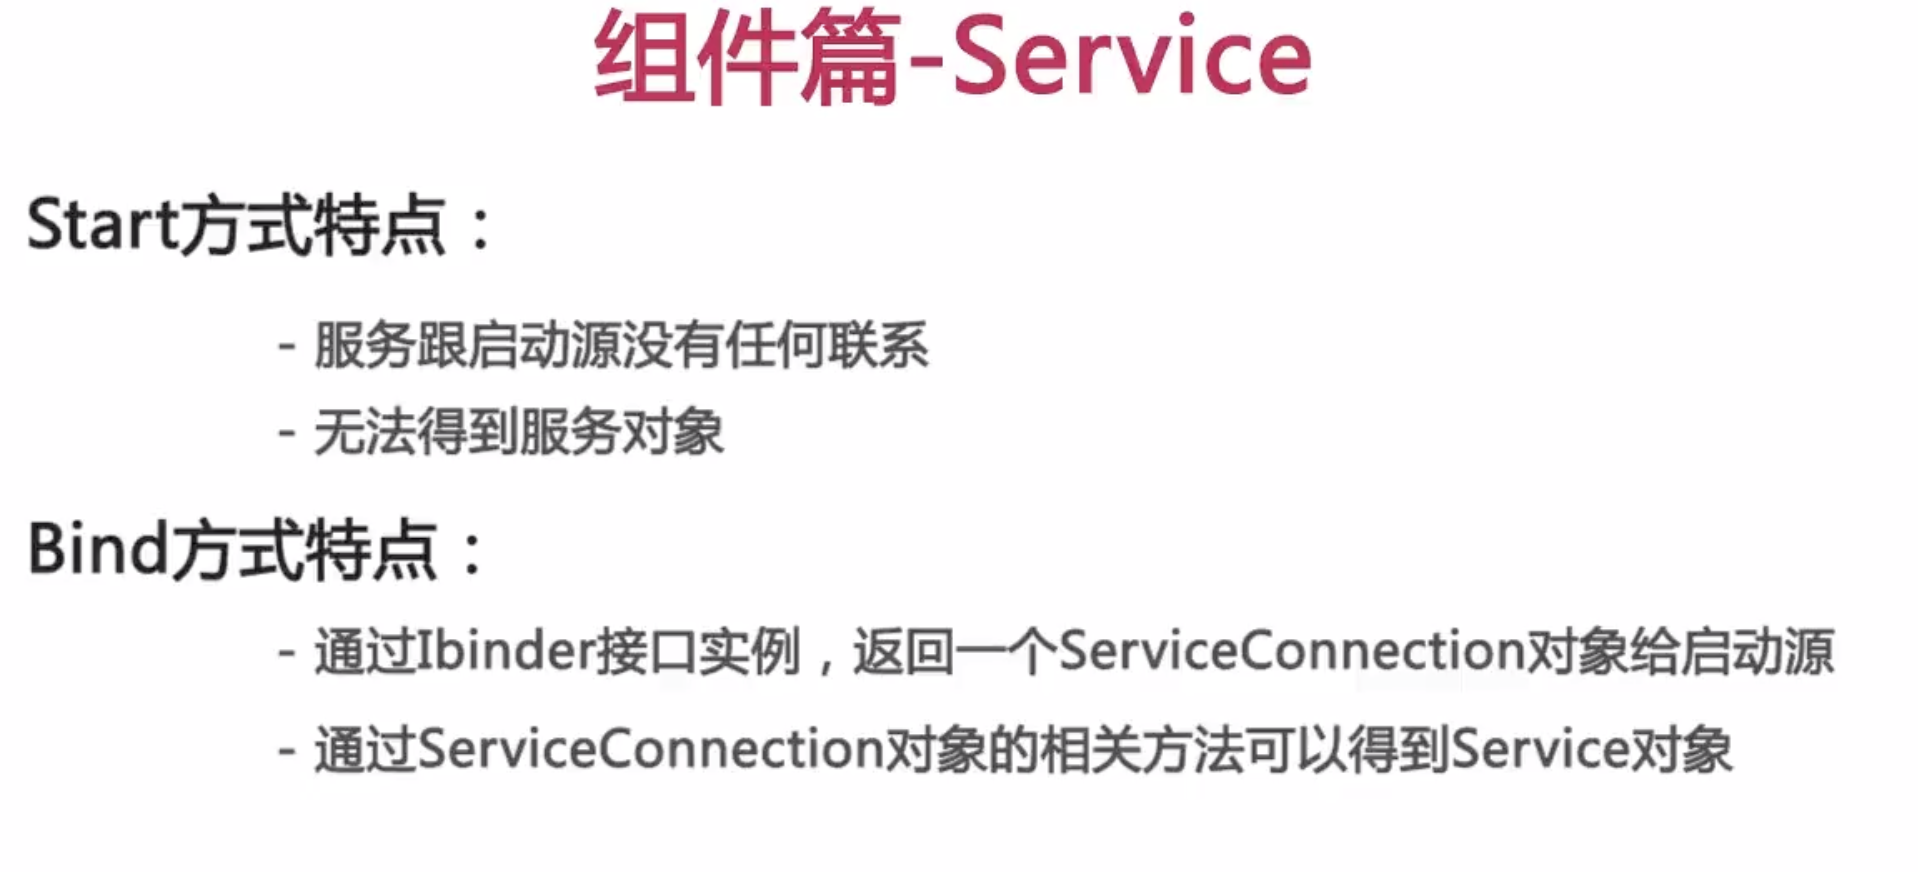 组件篇-Service
Start方式特点：
- 服务跟启动源没有任何联系
- 无法得到服务对象
Bind方式特点：
- 通过Ibinder接口实例，返回一个ServiceConnection对象给启动源
- 通过ServiceConnection对象的相关方法可以得到Service对象